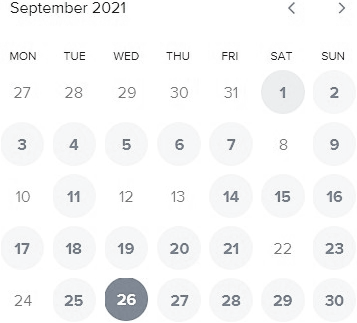 September 2021
MON TUE WED THU FRI SAT SUN
27 28 29 30 31 1 2
3 4 5 6 7 8 9
10 11 12 13 14 15 16
17 18 19 20 21 22 23
24 25 26 27 28 29 30